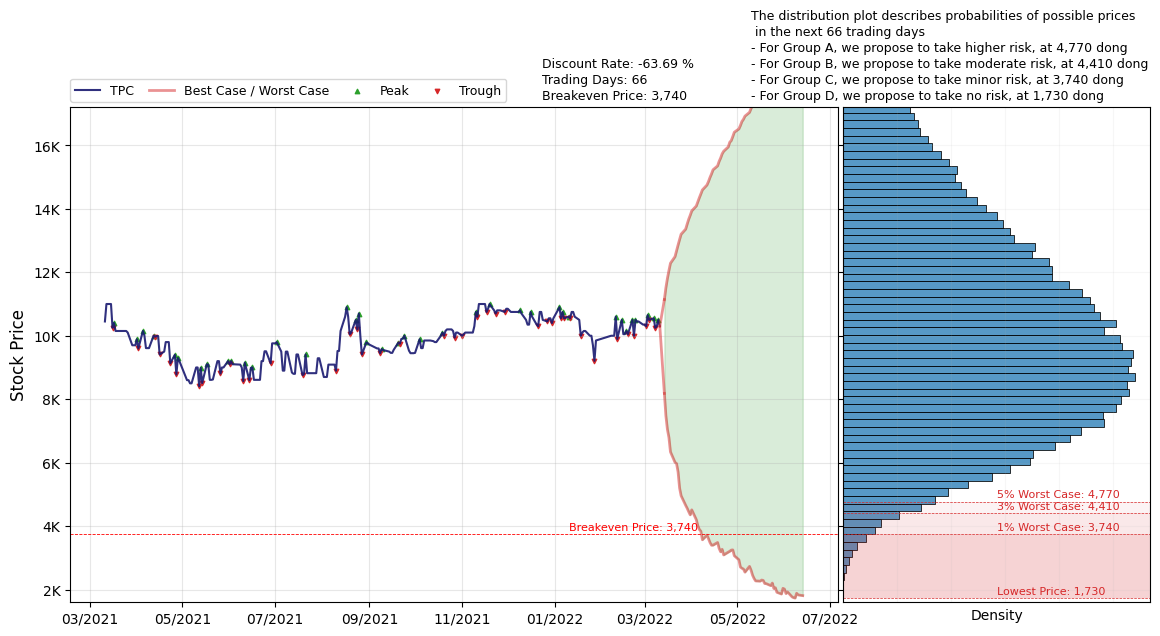 The distribution plot describes probabilities of possible prices
in the next 66 trading days
- For Group A, we propose to take higher risk, at 4,770 dong
- For Group B, we propose to take moderate risk, at 4,410 dong
- For Group C, we propose to take minor risk, at 3,740 dong
- For Group D, we propose to take no risk, at 1,730 dong
Discount Rate: -63.69 %
Trading Days: 66
Breakeven Price: 3,740
TPC
Best Case / Worst Case
Peak
Trough
Stock Price
16K
14K
12K
10K
8K
6K
4K
2K
Breakeven Price: 3,740
03/2021
05/2021
07/2021
09/2021
11/2021
01/2022
03/2022
05/2022
07/2022
5% Worst Case: 4,770
3% Worst Case: 4,410
1% Worst Case: 3,740
Lowest Price: 1,730
Density